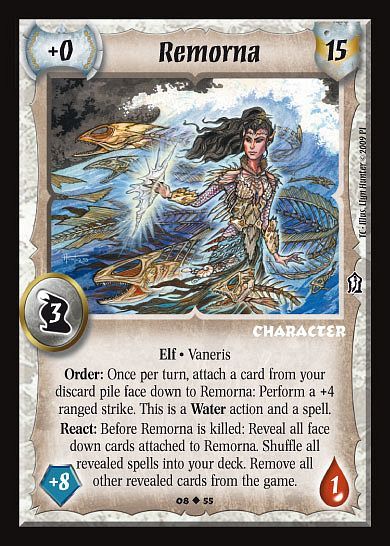 +0
Remorna
15
TC: Illus. Llyn Hunter © 2009 PI
3
CHARACTER
Elf • Vaneris
Order: Once per turn, attach a card from your
discard pile face down to Remorna: Perform a +4
ranged strike. This is a Water action and a spell.
React: Before Remorna is killed: Reveal all face
down cards attached to Remorna. Shuffle all
revealed spells into your deck. Remove all
other revealed cards from the game.
+8
1
08 ◆ 55